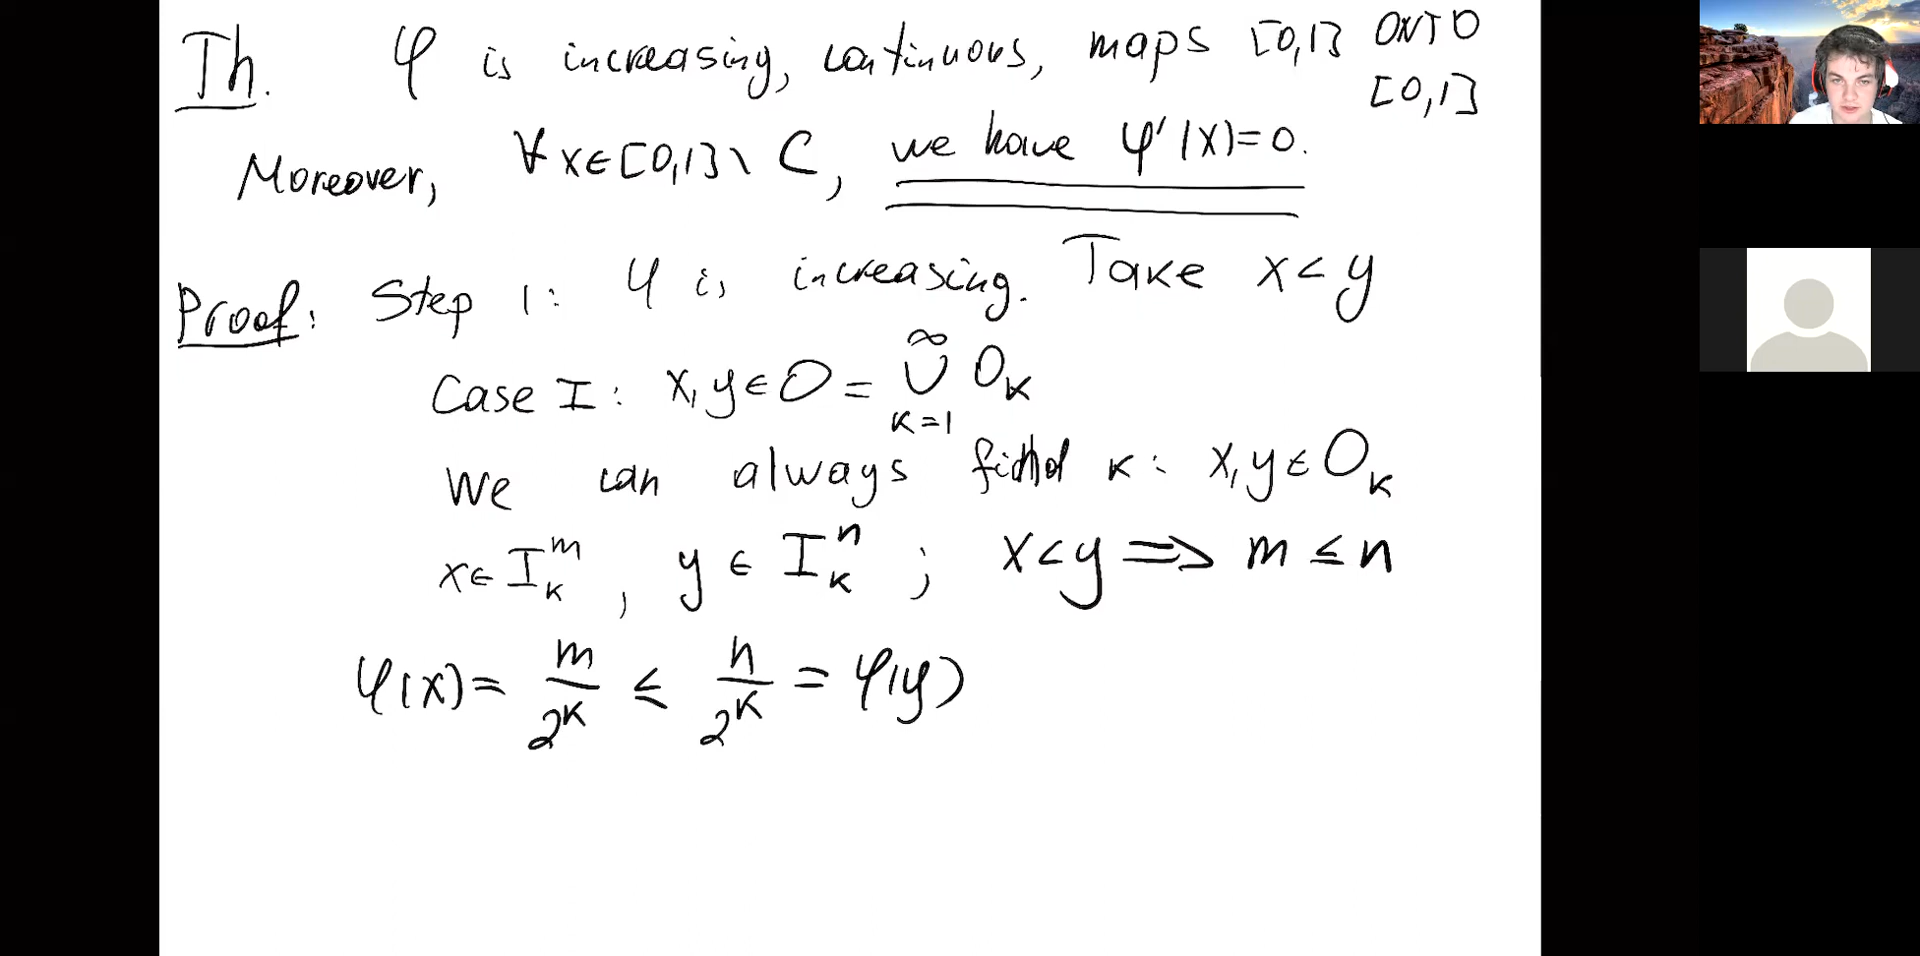 Th. φ is increasing, continuous, maps [0,1] ONTO
[0,1]
Moreover, ∀x∈[0,1]\C, we have φ'(x)=0.
Proof: Step 1: φ is increasing. Take x<y
Case I: x,y∈O = ∞⋃k=1 O_k
We can always find k: x,y∈O_k
x∈I_k^m, y∈I_k^n; x<y ⟹ m≤n
φ(x)= m/2^k ≤ n/2^k = φ(y)